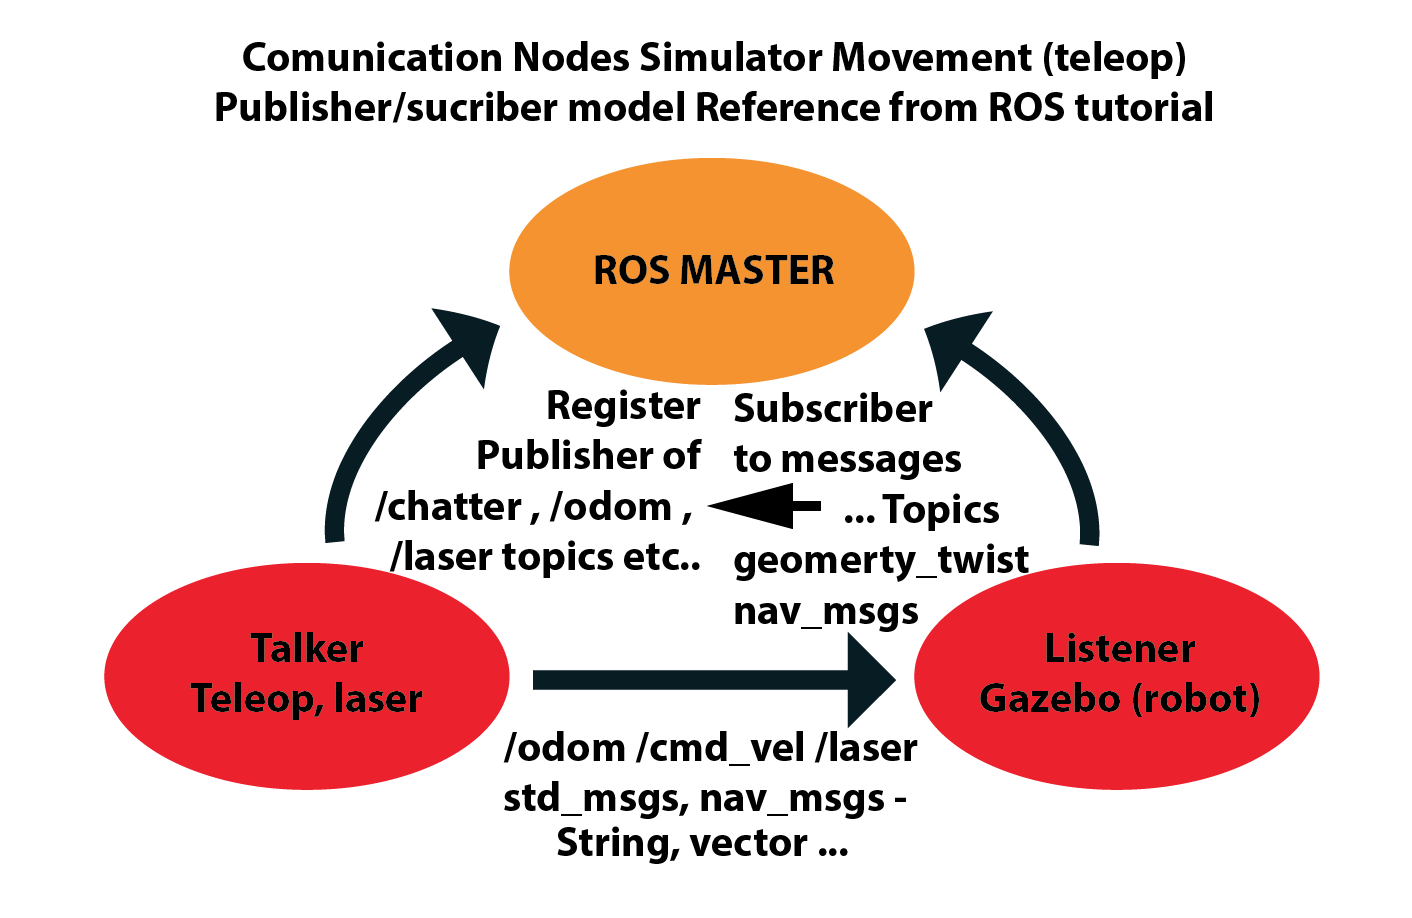 Comunication Nodes Simulator Movement (teleop)
Publisher/sucriber model Reference from ROS tutorial
ROS MASTER
Register
Publisher of
/chatter , /odom ,
/laser topics etc..
Subscriber
to messages
... Topics
geomerty_twist
nav_msgs
Talker
Teleop, laser
Listener
Gazebo (robot)
/odom /cmd_vel /laser
std_msgs, nav_msgs -
String, vector ...